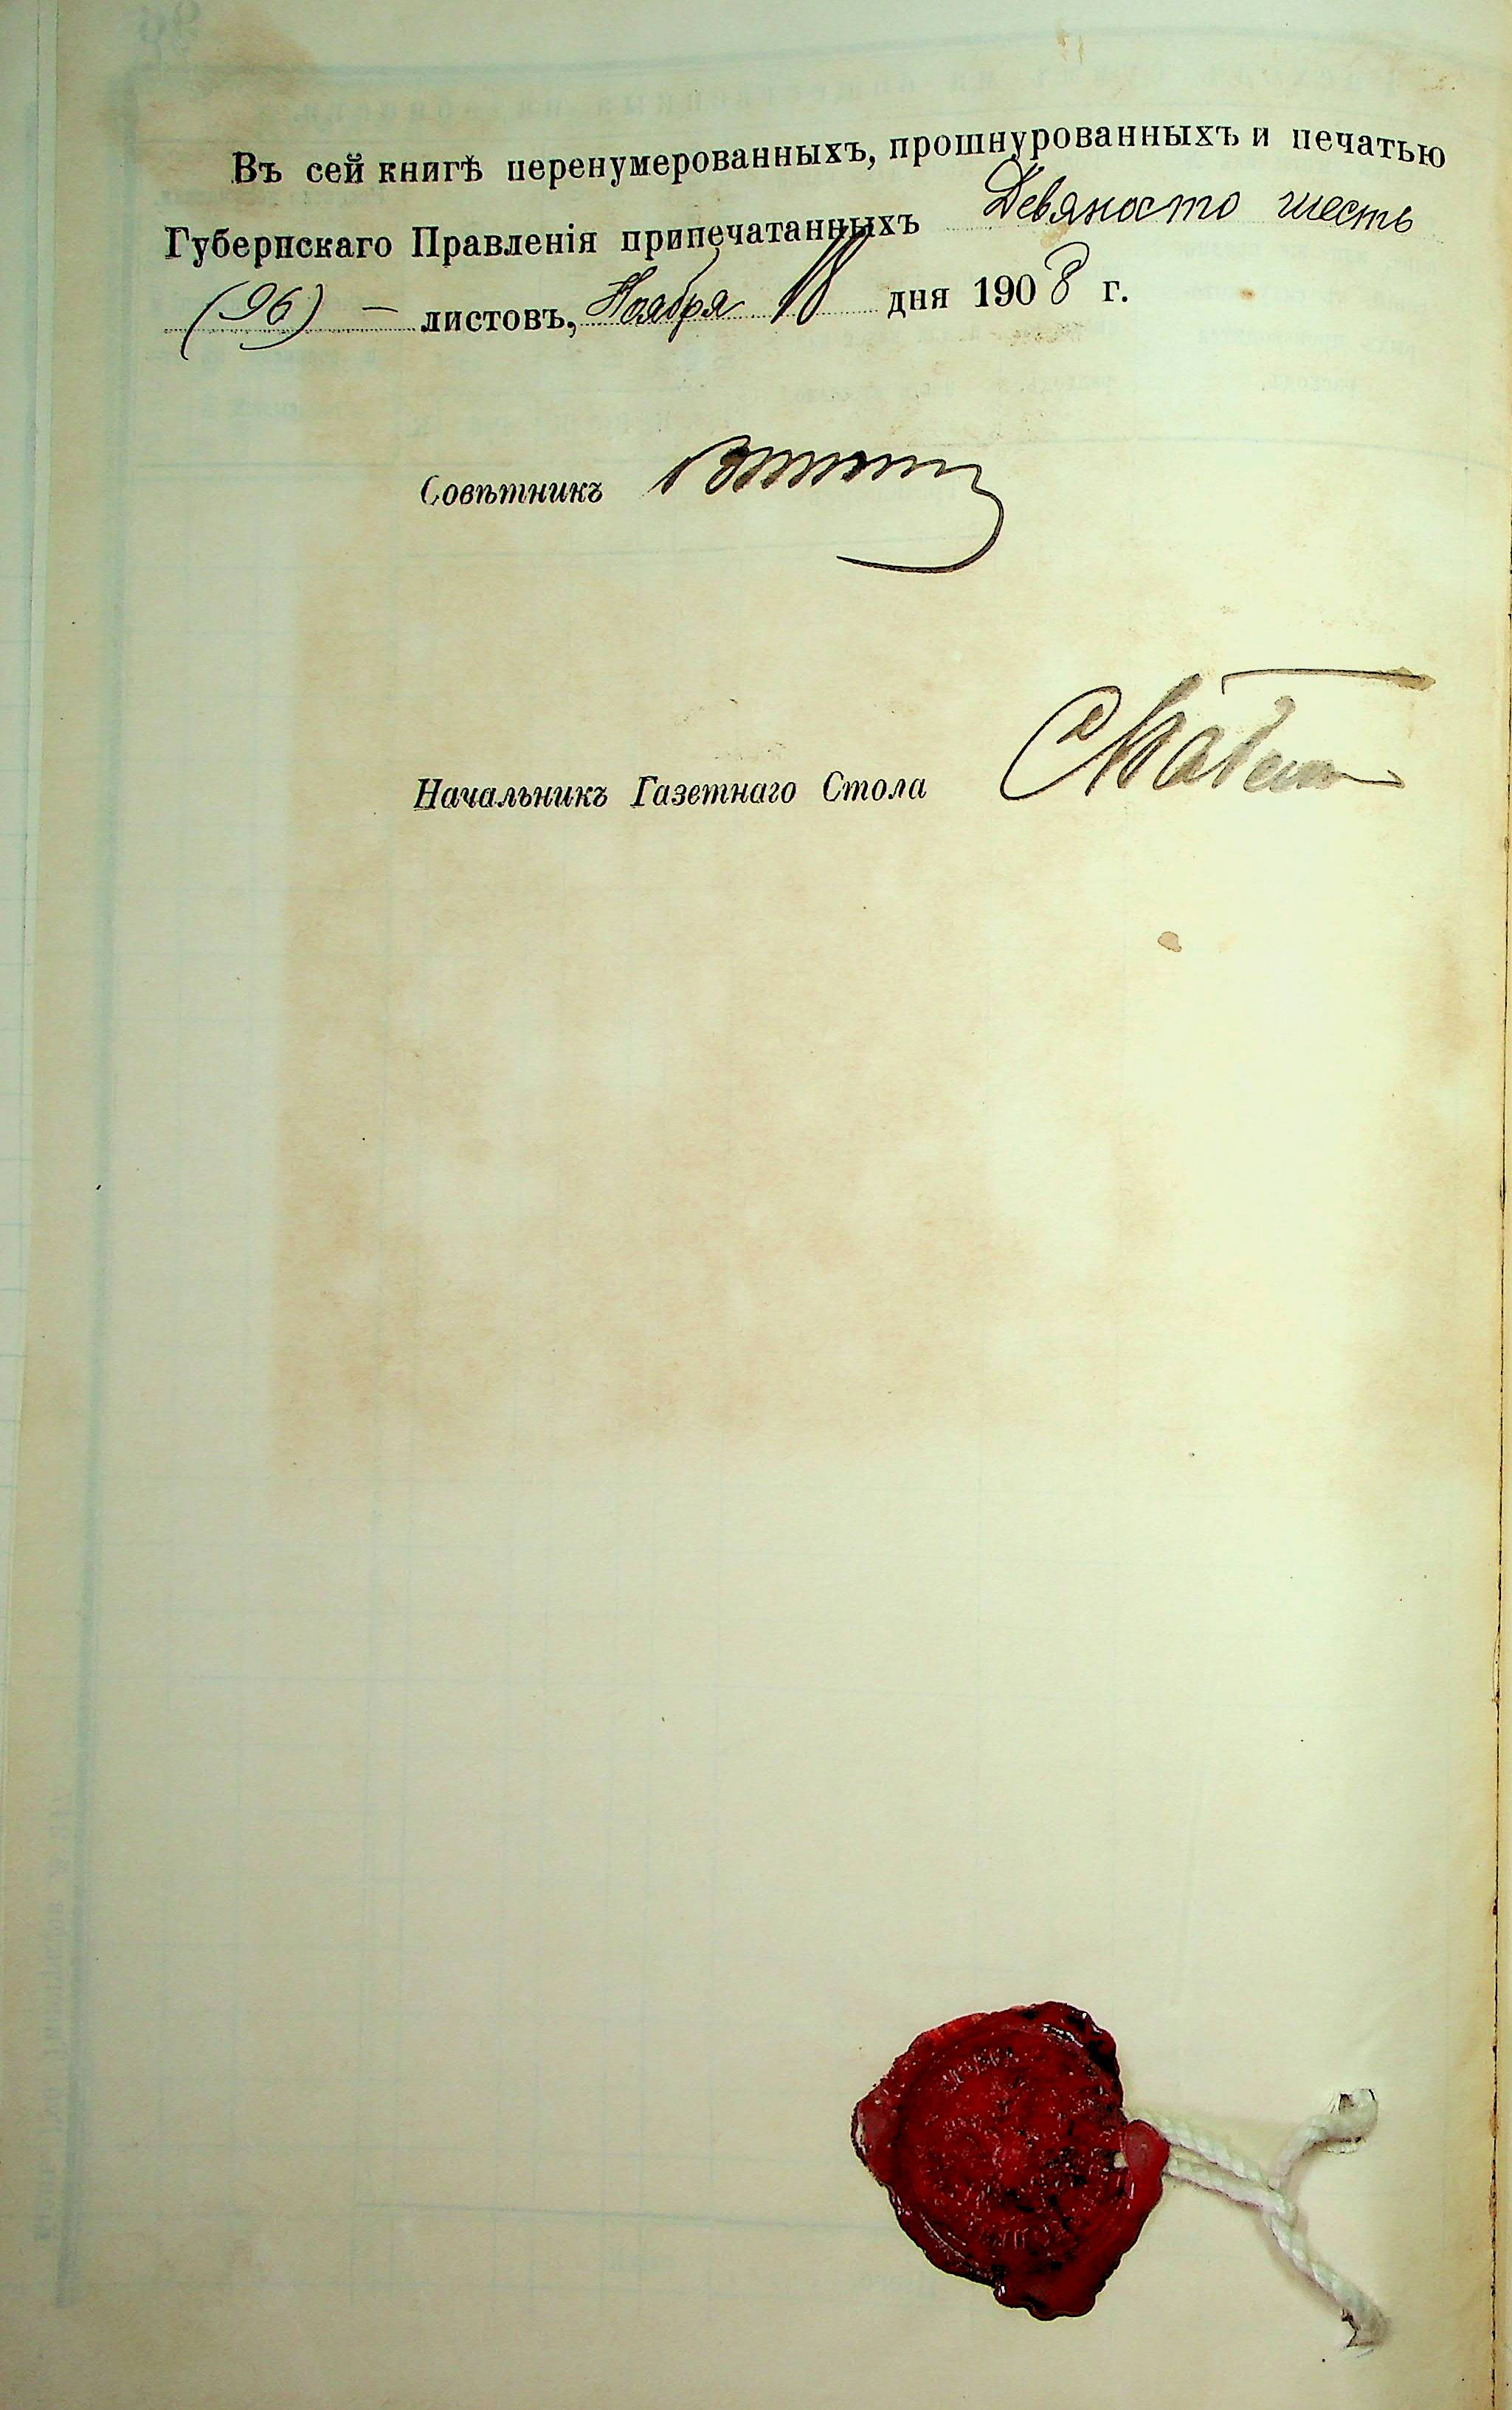 Въ сей книгѣ перенумерованныхъ, прошнурованныхъ и печатью
Губернскаго Правленія припечатанныхъ Девяносто шесть
(96) — листовъ, Ноября 18 дня 1908 г.
Совѣтникъ
Начальникъ Газетнаго Стола